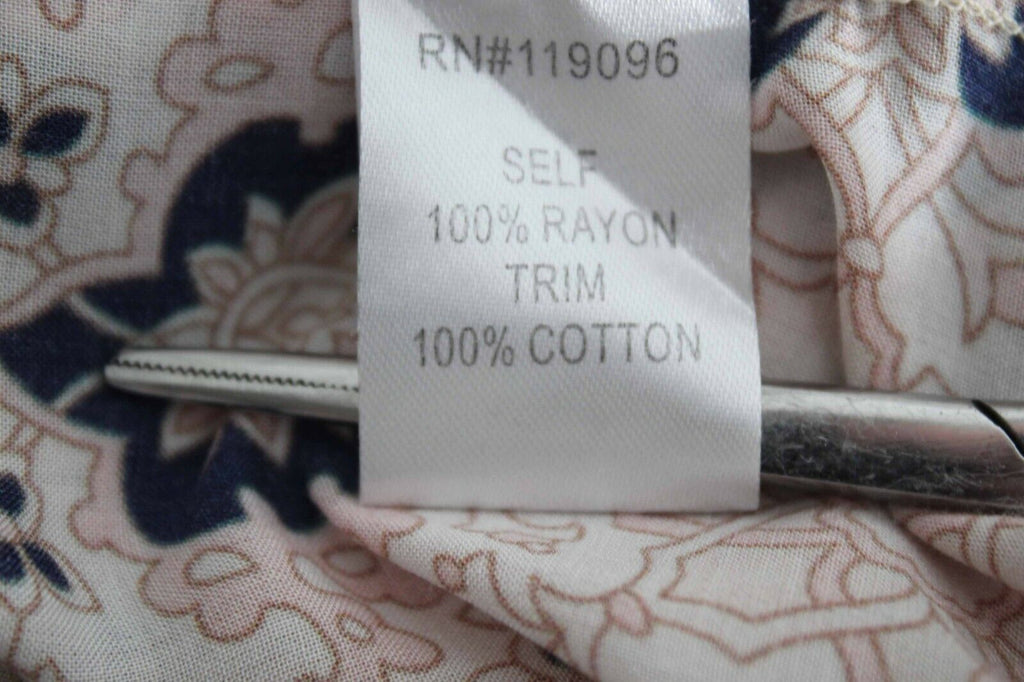 RN#119096
SELF
100% RAYON
TRIM
100% COTTON